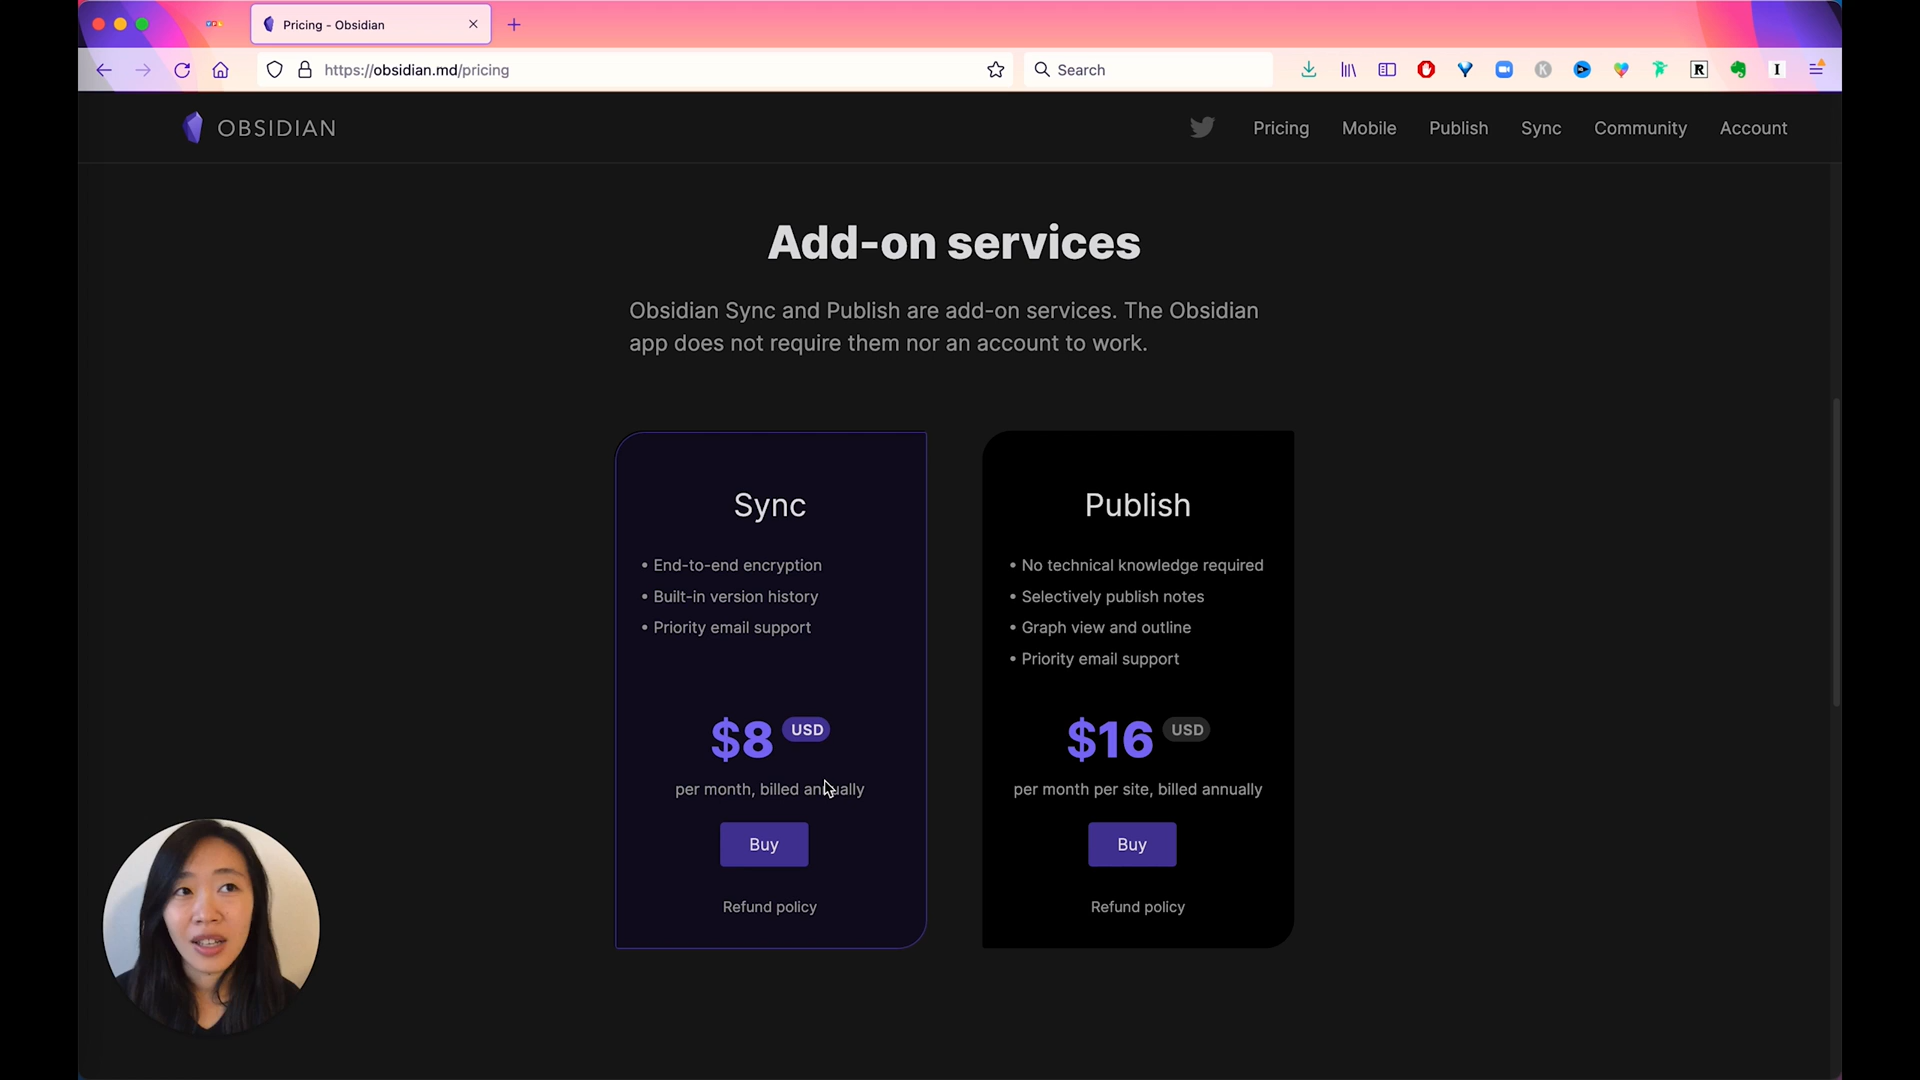 Pricing - Obsidian
https://obsidian.md/pricing
Search
OBSIDIAN
Pricing
Mobile
Publish
Sync
Community
Account
Add-on services
Obsidian Sync and Publish are add-on services. The Obsidian
app does not require them nor an account to work.
Sync
• End-to-end encryption
• Built-in version history
• Priority email support
$8 USD
per month, billed annually
Buy
Refund policy
Publish
• No technical knowledge required
• Selectively publish notes
• Graph view and outline
• Priority email support
$16 USD
per month per site, billed annually
Buy
Refund policy